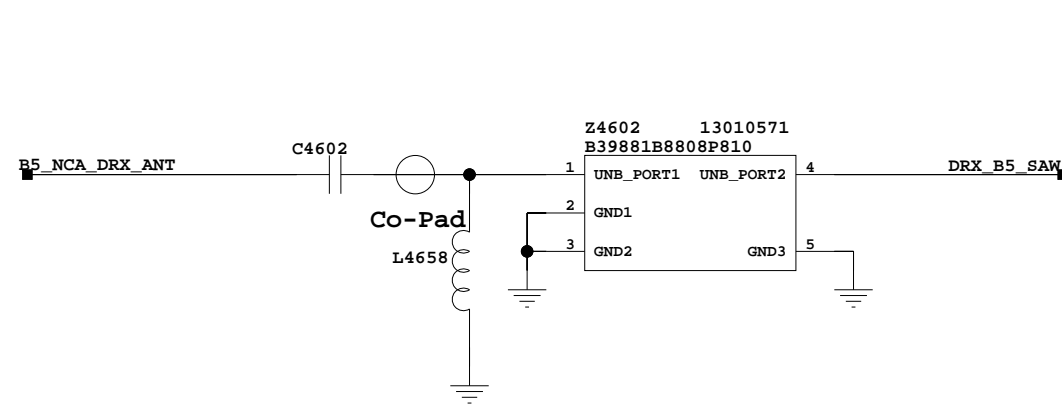 Z4602 13010571
B39881B8808P810
C4602
B5_NCA_DRX_ANT
1 UNB_PORT1 UNB_PORT2 4
DRX_B5_SAW
Co-Pad
2 GND1
L4658
3 GND2 GND3 5